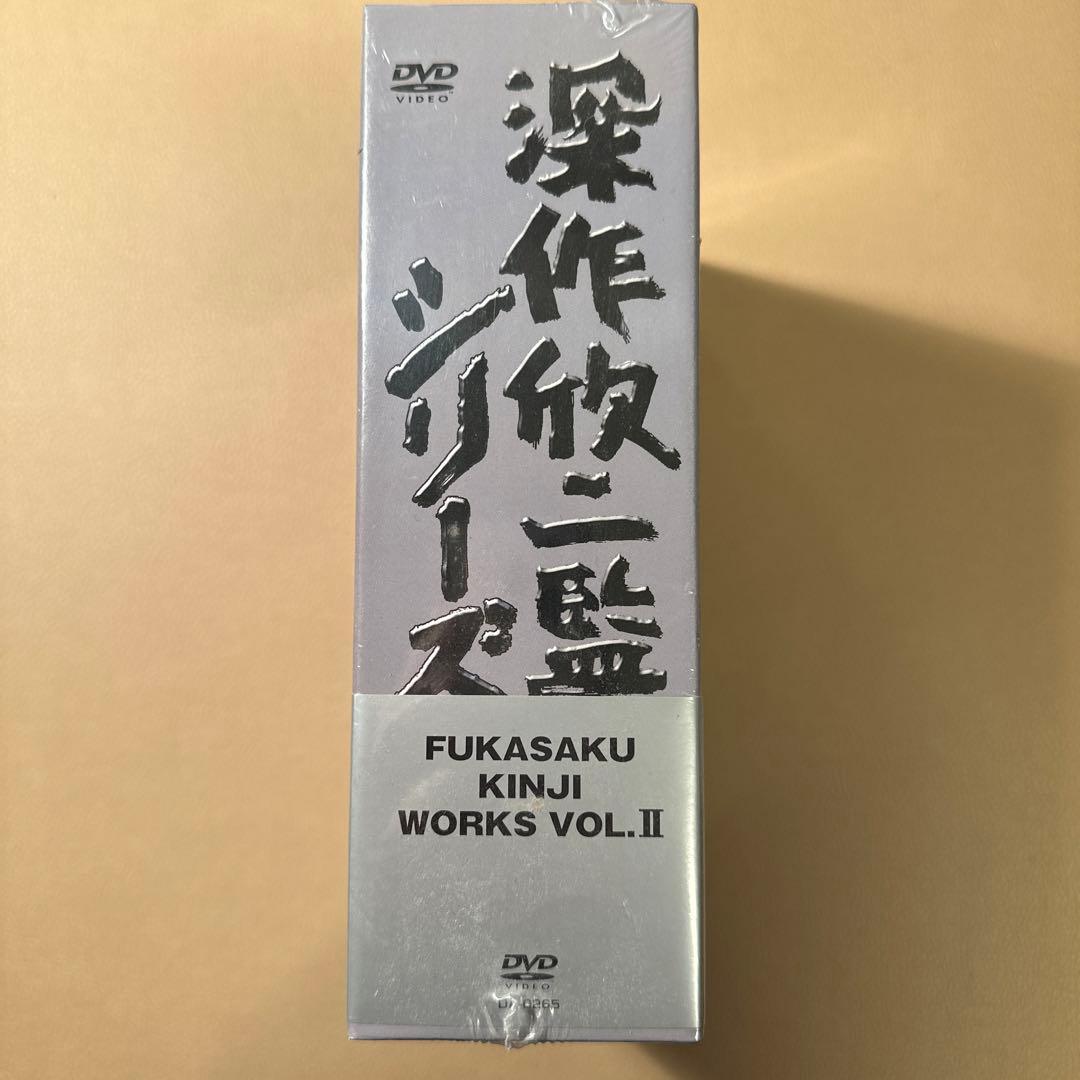 DVD
VIDEO
深作欣二監
シリーズ
FUKASAKU
KINJI
WORKS VOL.II
DVD
VIDEO